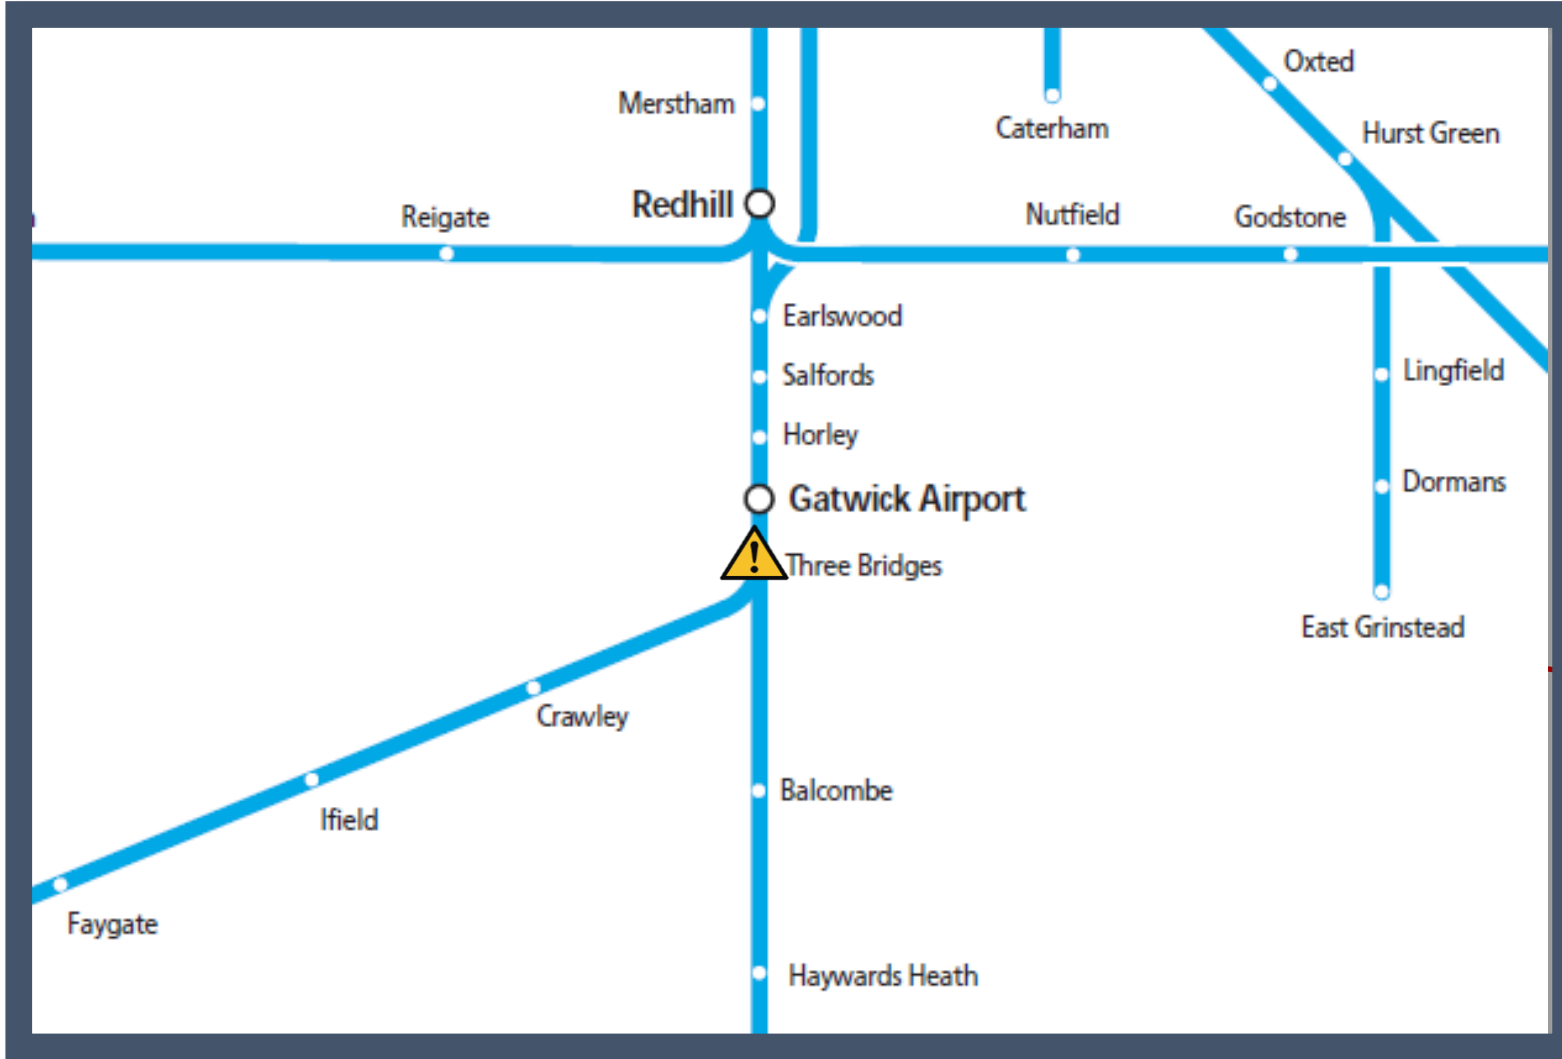 Oxted
Merstham
Caterham
Hurst Green
Redhill
Reigate
Nutfield
Godstone
Earlswood
Salfords
Lingfield
Horley
Dormans
Gatwick Airport
!
Three Bridges
East Grinstead
Crawley
Balcombe
Ifield
Faygate
Haywards Heath